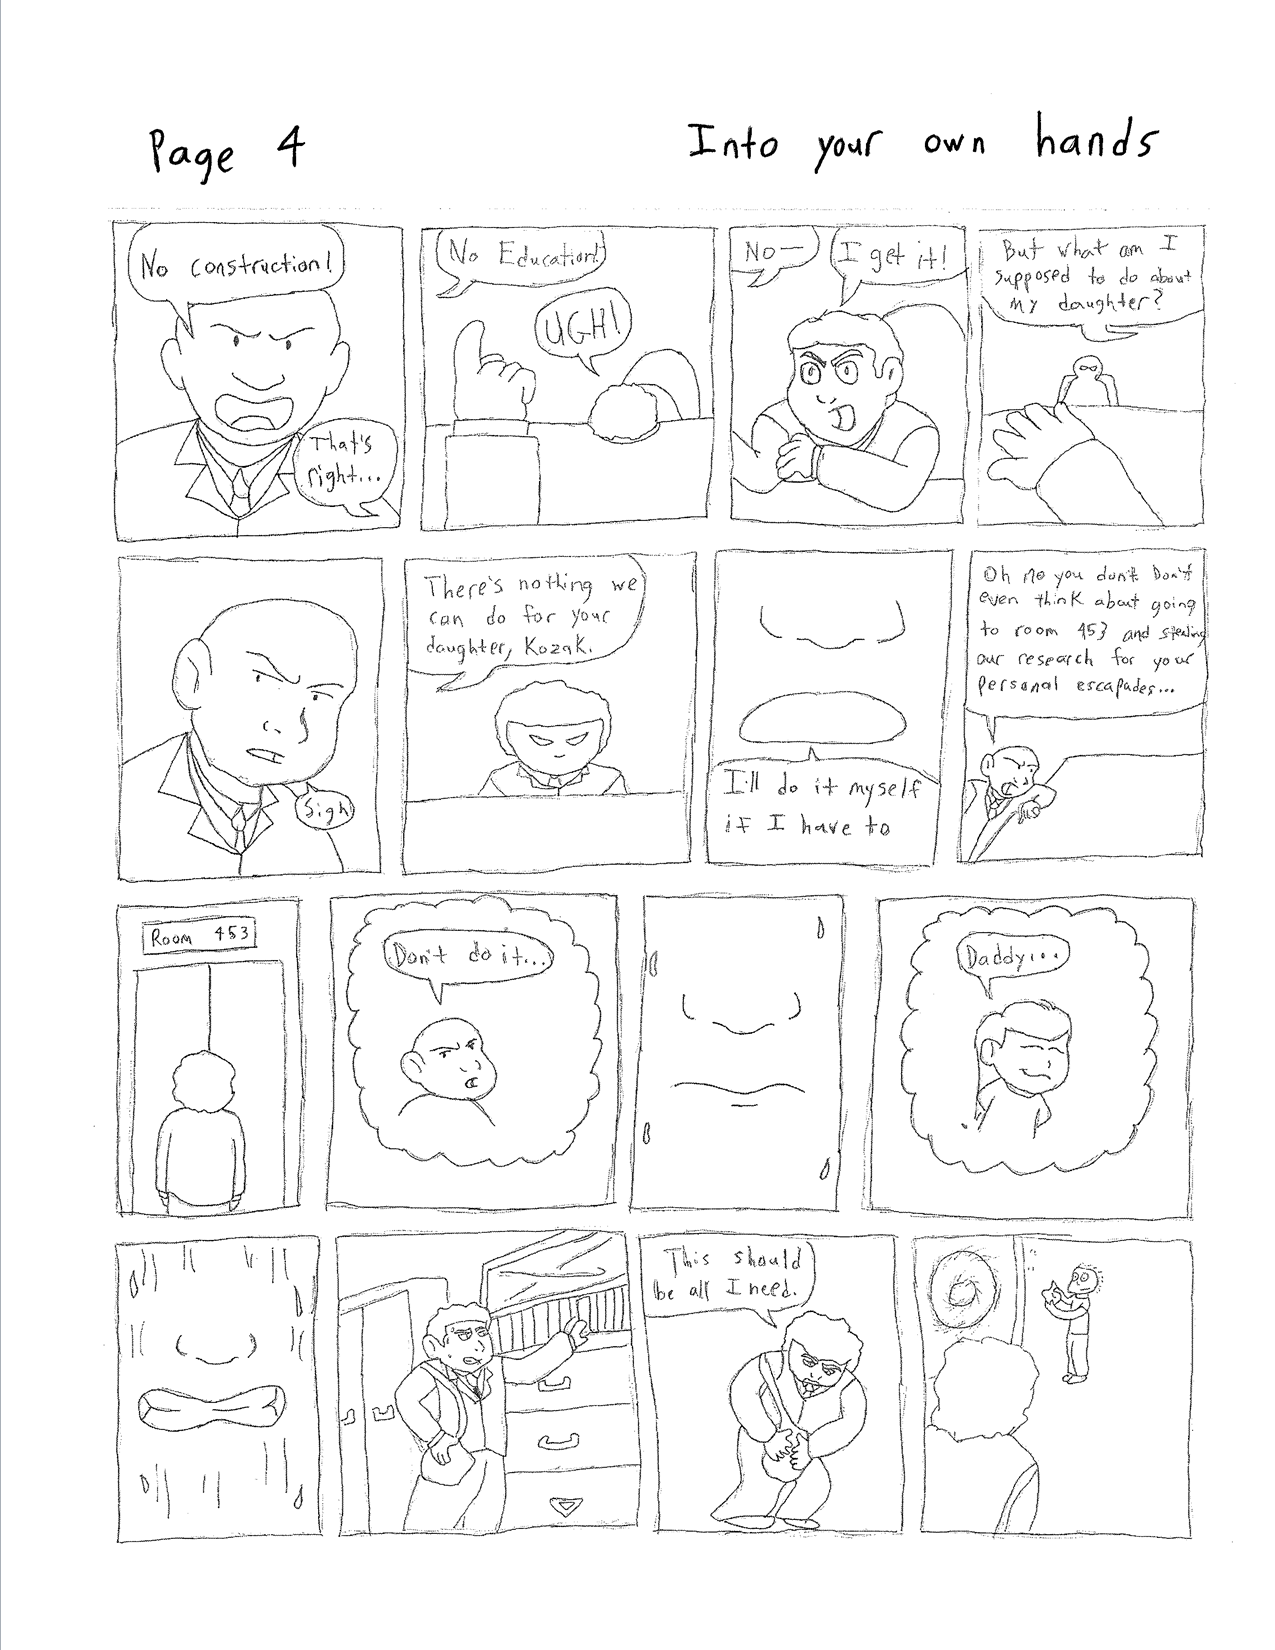 Page 4
Into your own hands
No construction!
That's
right...
No Education!
UGH!
No—
I get it!
But what am I
supposed to do about
my daughter?
Sigh
There's nothing we
can do for your
daughter, Kozak.
I'll do it myself
if I have to
Oh no you don't Don't
even think about going
to room 453 and stealing
our research for your
personal escapades...
Room 453
Don't do it...
Daddy...
This should
be all I need.